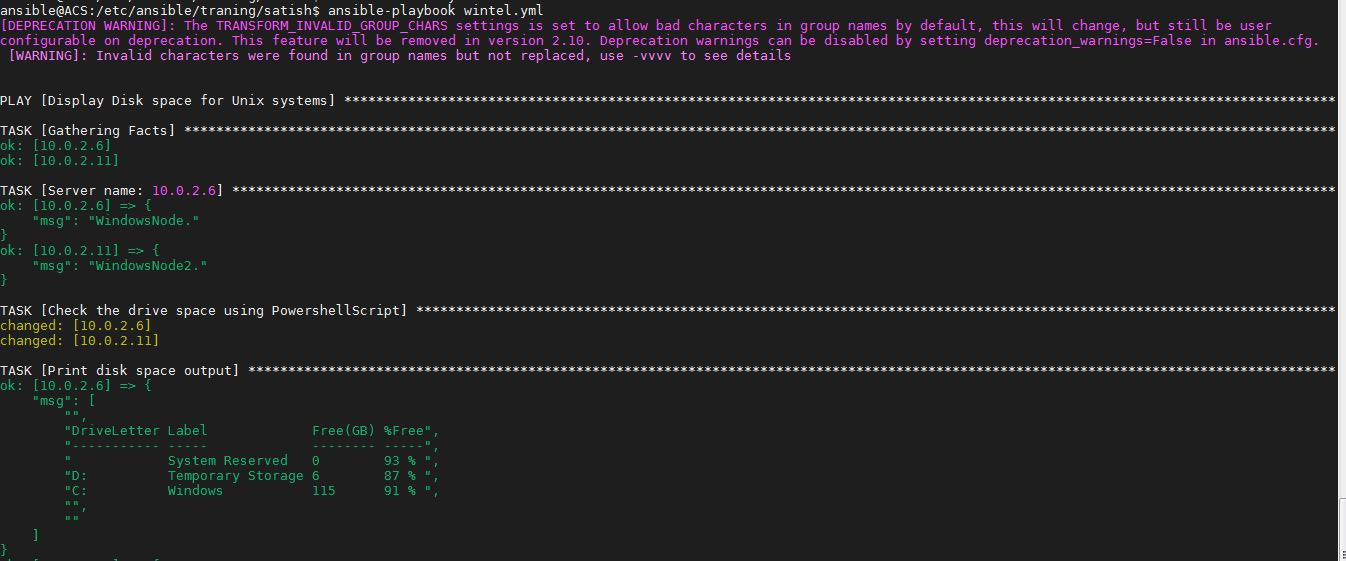 ansible@ACS:/etc/ansible/traning/satish$ ansible-playbook wintel.yml
[DEPRECATION WARNING]: The TRANSFORM_INVALID_GROUP_CHARS settings is set to allow bad characters in group names by default, this will change, but still be user
configurable on deprecation. This feature will be removed in version 2.10. Deprecation warnings can be disabled by setting deprecation_warnings=False in ansible.cfg.
 [WARNING]: Invalid characters were found in group names but not replaced, use -vvvv to see details
PLAY [Display Disk space for Unix systems] ****************************************************************************************************************************
TASK [Gathering Facts] ************************************************************************************************************************************************
ok: [10.0.2.6]
ok: [10.0.2.11]
TASK [Server name: 10.0.2.6] ******************************************************************************************************************************************
ok: [10.0.2.6] => {
    "msg": "WindowsNode."
}
ok: [10.0.2.11] => {
    "msg": "WindowsNode2."
}
TASK [Check the drive space using PowershellScript] *******************************************************************************************************************
changed: [10.0.2.6]
changed: [10.0.2.11]
TASK [Print disk space output] ****************************************************************************************************************************************
ok: [10.0.2.6] => {
    "msg": [
        "",
        "DriveLetter Label             Free(GB) %Free",
        "----------- -----             -------- -----",
        "            System Reserved   0        93 % ",
        "D:          Temporary Storage 6        87 % ",
        "C:          Windows           115      91 % ",
        "",
        ""
    ]
}